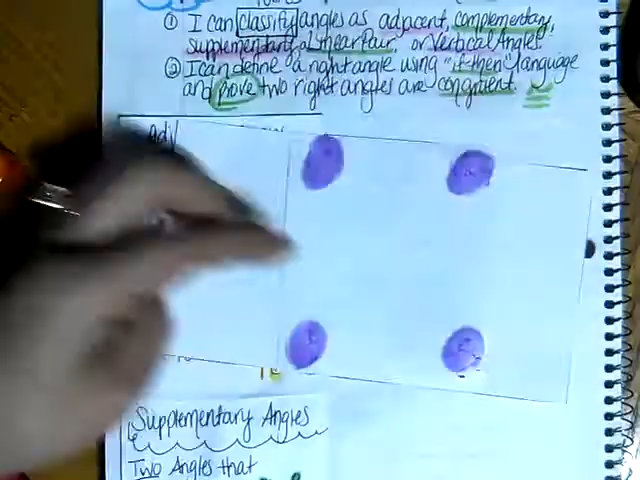 ① I can classify angles as adjacent, complementary,
supplementary, a Linear Pair, or Vertical Angles.
② I can define a right angle using "if-then" language
and prove two right angles are congruent.
adj
Supplementary Angles
Two Angles that